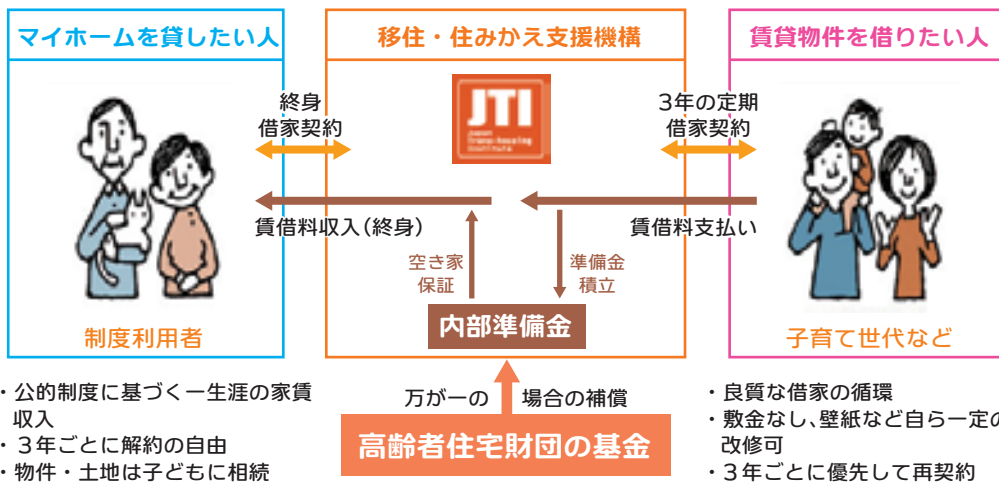 マイホームを貸したい人
制度利用者
・公的制度に基づく一生涯の家賃
収入
・３年ごとに解約の自由
・物件・土地は子どもに相続
終身
借家契約
賃借料収入（終身）
移住・住みかえ支援機構
JTI
Japan
Trans-housing
Institute
空き家
保証
準備金
積立
内部準備金
万が一の 場合の補償
高齢者住宅財団の基金
３年の定期
借家契約
賃借料支払い
賃貸物件を借りたい人
子育て世代など
・良質な借家の循環
・敷金なし、壁紙など自ら一定の
改修可
・３年ごとに優先して再契約